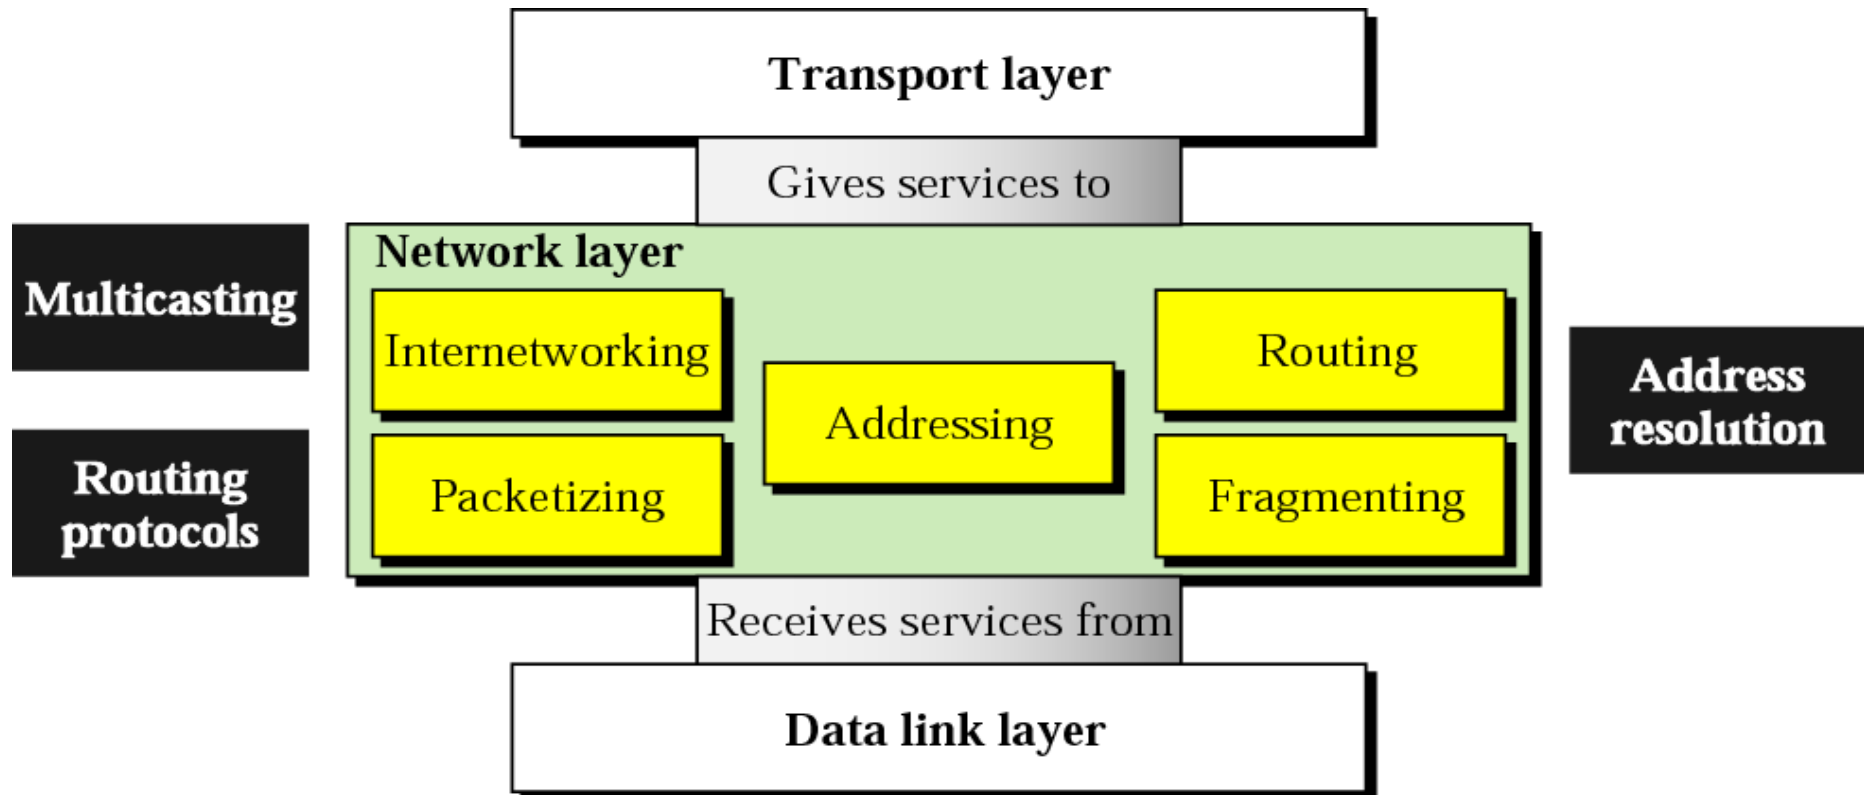 Transport layer
Gives services to
Multicasting
Routing
protocols
Network layer
Internetworking
Packetizing
Addressing
Routing
Fragmenting
Address
resolution
Receives services from
Data link layer